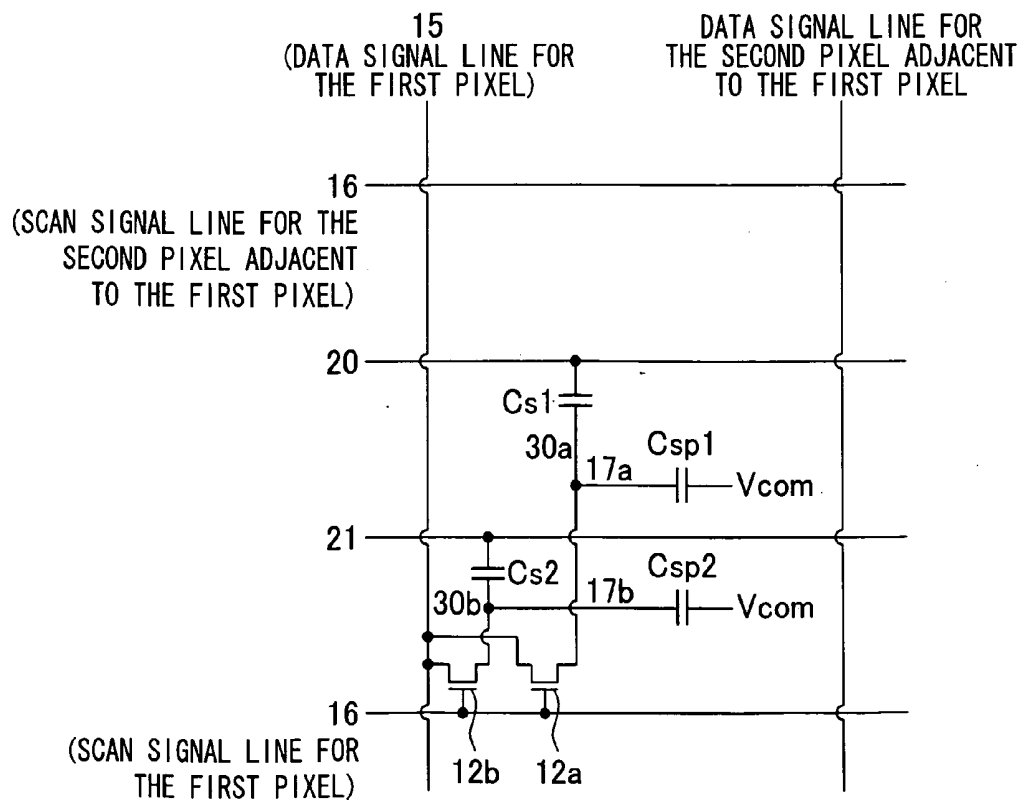 15
(DATA SIGNAL LINE FOR
THE FIRST PIXEL)
DATA SIGNAL LINE FOR
THE SECOND PIXEL ADJACENT
TO THE FIRST PIXEL
16
(SCAN SIGNAL LINE FOR THE
SECOND PIXEL ADJACENT
TO THE FIRST PIXEL)
20
Cs1
30a
17a
Csp1
Vcom
21
Cs2
30b
17b
Csp2
Vcom
16
(SCAN SIGNAL LINE FOR
THE FIRST PIXEL)
12b
12a